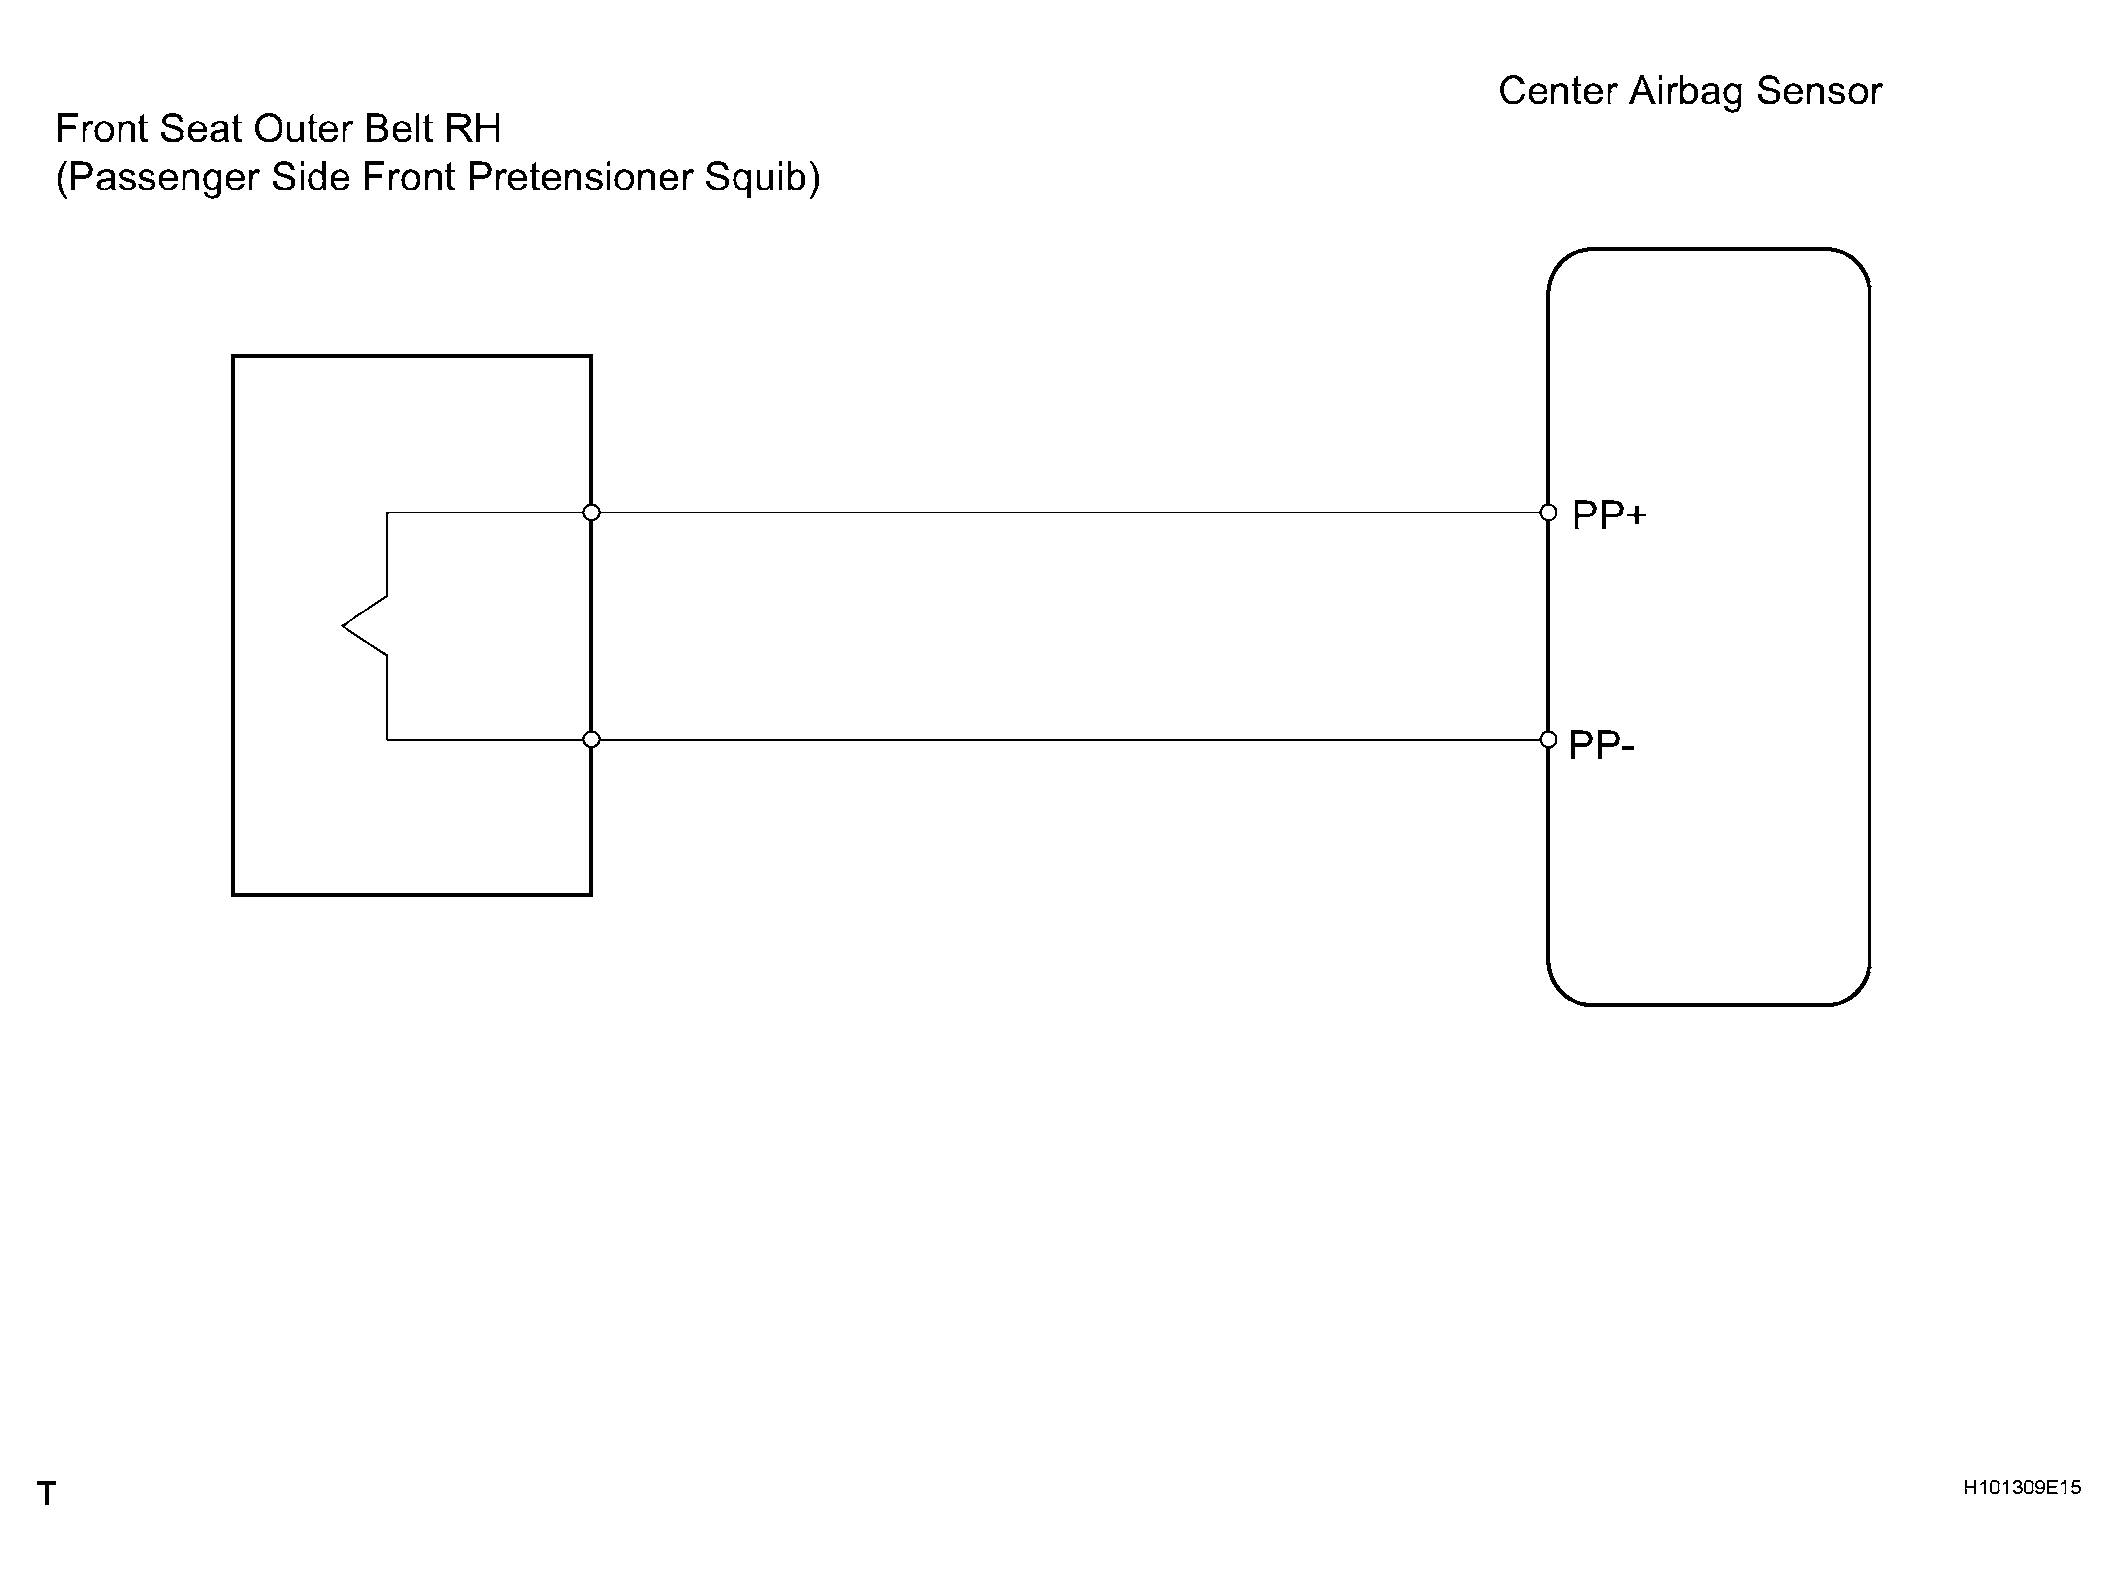 Center Airbag Sensor
Front Seat Outer Belt RH
(Passenger Side Front Pretensioner Squib)
PP+
PP-
T
H101309E15